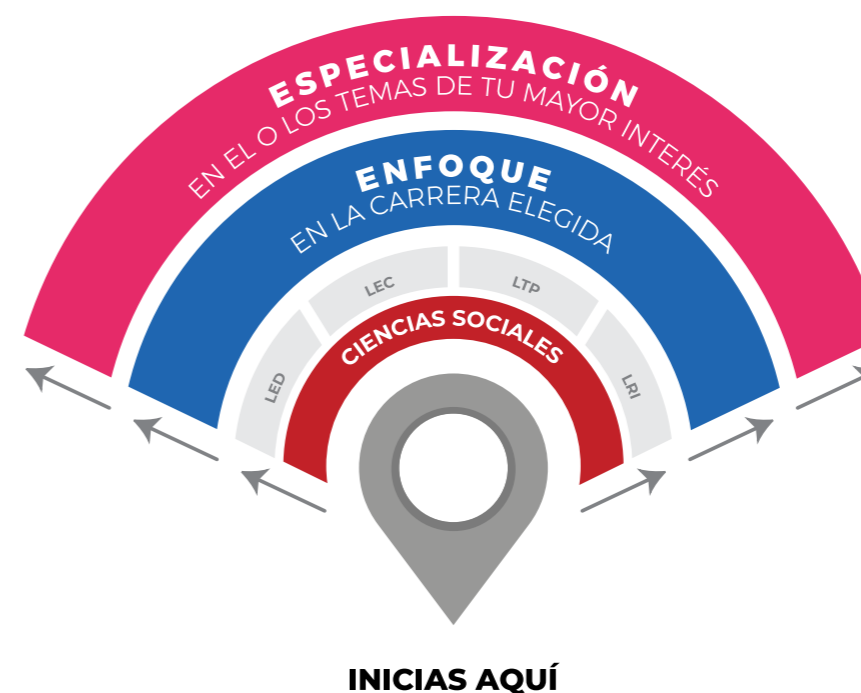 ESPECIALIZACIÓN
EN EL O LOS TEMAS DE TU MAYOR INTERÉS
ENFOQUE
EN LA CARRERA ELEGIDA
LED
LEC
LTP
LRI
CIENCIAS SOCIALES
INICIAS AQUÍ